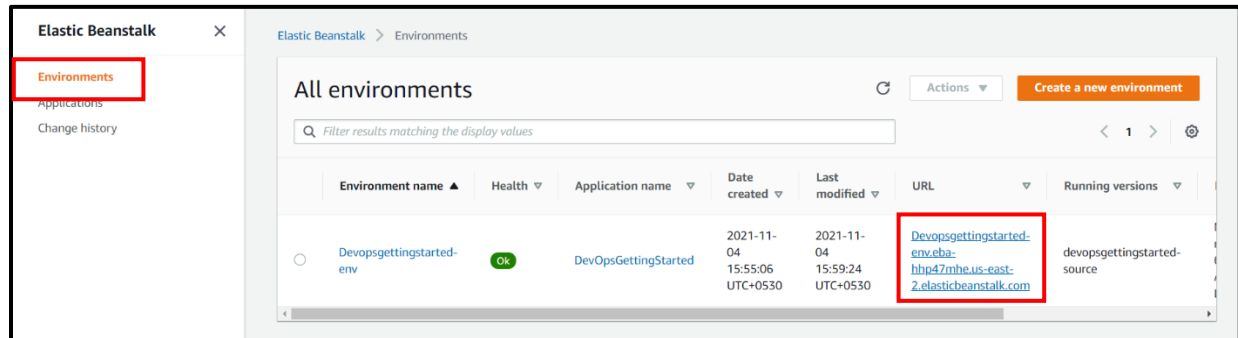 Elastic Beanstalk
Environments
Applications
Change history
Elastic Beanstalk > Environments
All environments
Actions
Create a new environment
Filter results matching the display values
< 1 >
Environment name
Health
Application name
Date
created
Last
modified
URL
Running versions
Devopsgettingstarted-
env
Ok
DevOpsGettingStarted
2021-11-
04
15:55:06
UTC+0530
2021-11-
04
15:59:24
UTC+0530
Devopsgettingstarted-
env.eba-
hhp47mhe.us-east-
2.elasticbeanstalk.com
devopsgettingstarted-
source